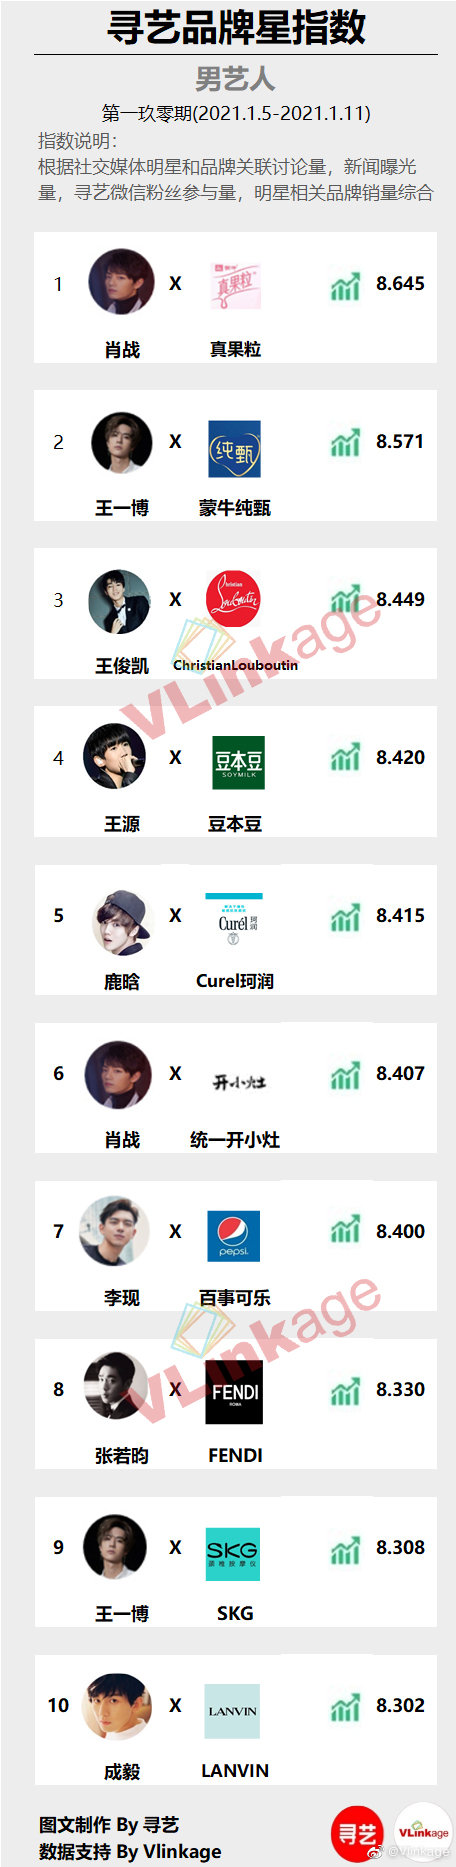 寻艺品牌星指数
男艺人
第一玖零期(2021.1.5-2021.1.11)
指数说明:
根据社交媒体明星和品牌关联讨论量，新闻曝光
量，寻艺微信粉丝参与量，明星相关品牌销量综合
1 X 真果粒 8.645
肖战 真果粒
2 X 纯甄 8.571
王一博 蒙牛纯甄
3 X Christian Louboutin 8.449
王俊凯 ChristianLouboutin
VLinkage
4 X 豆本豆 SOYMILK 8.420
王源 豆本豆
5 X Curél 珂润 8.415
鹿晗 Curel珂润
6 X 开小灶 8.407
肖战 统一开小灶
7 X pepsi 8.400
李现 百事可乐
VLinkage
8 X FENDI ROMA 8.330
张若昀 FENDI
9 X SKG 颈椎按摩仪 8.308
王一博 SKG
10 X LANVIN 8.302
成毅 LANVIN
图文制作 By 寻艺
数据支持 By Vlinkage
寻艺
VLinkage
@Vlinkage